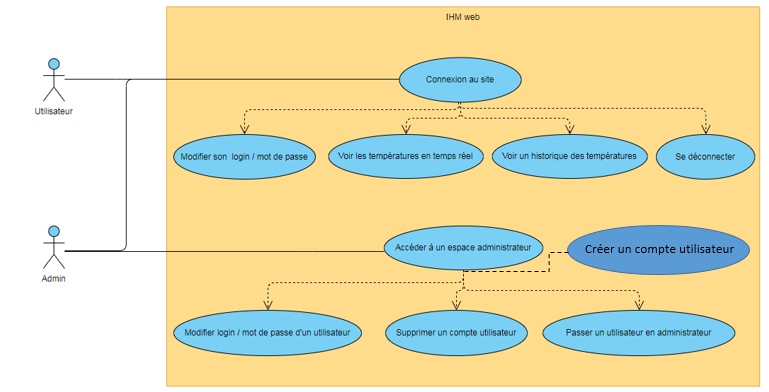 IHM web
Connexion au site
Utilisateur
Modifier son login / mot de passe
Voir les températures en temps réel
Voir un historique des températures
Se déconnecter
Accèder á un espace administrateur
Créer un compte utilisateur
Admin
Modifier login / mot de passe d'un utilisateur
Supprimer un compte utilisateur
Passer un utilisateur en administrateur